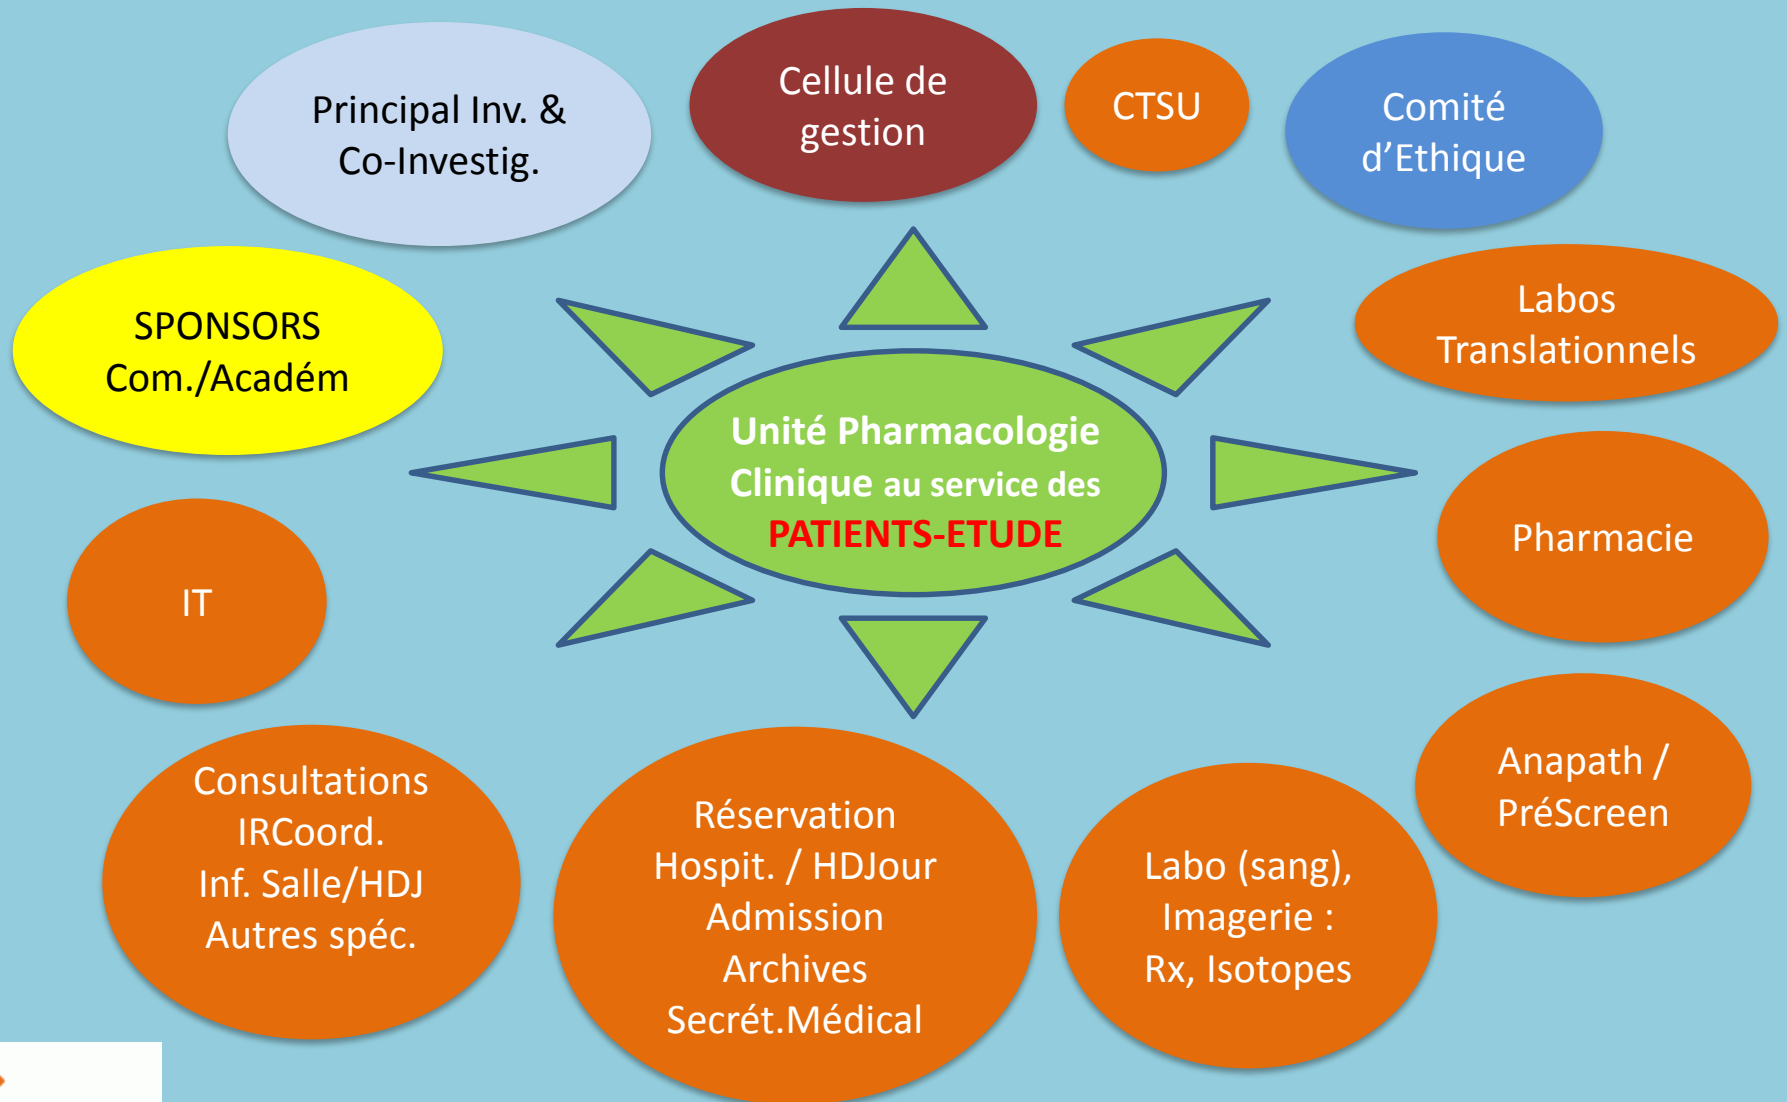 Principal Inv. &
Co-Investig.
Cellule de
gestion
CTSU
Comité
d’Ethique
SPONSORS
Com./Académ
Labos
Translationnels
Unité Pharmacologie
Clinique au service des
PATIENTS-ETUDE
Pharmacie
IT
Anapath /
PréScreen
Consultations
IRCoord.
Inf. Salle/HDJ
Autres spéc.
Réservation
Hospit. / HDJour
Admission
Archives
Secrét.Médical
Labo (sang),
Imagerie :
Rx, Isotopes